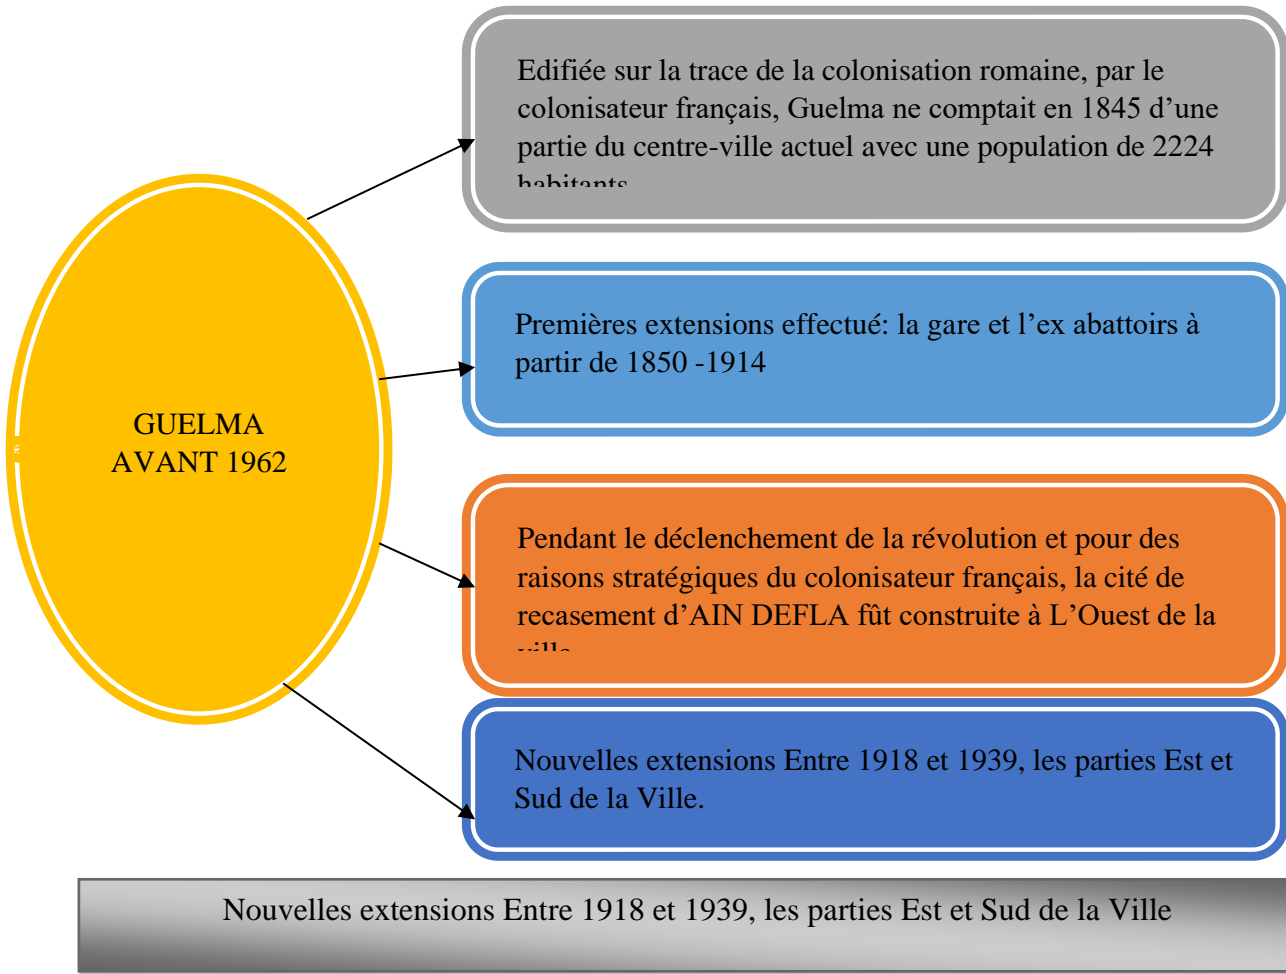 Edifiée sur la trace de la colonisation romaine, par le
colonisateur français, Guelma ne comptait en 1845 d’une
partie du centre-ville actuel avec une population de 2224
habitants
Premières extensions effectué: la gare et l’ex abattoirs à
partir de 1850 -1914
GUELMA
AVANT 1962
Pendant le déclenchement de la révolution et pour des
raisons stratégiques du colonisateur français, la cité de
recasement d’AIN DEFLA fût construite à L’Ouest de la
ville
Nouvelles extensions Entre 1918 et 1939, les parties Est et
Sud de la Ville.
Nouvelles extensions Entre 1918 et 1939, les parties Est et Sud de la Ville